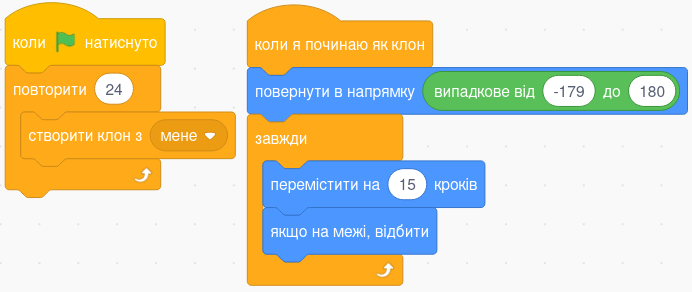 коли натиснуто
повторити 24
створити клон з мене
коли я починаю як клон
повернути в напрямку випадкове від -179 до 180
завжди
перемістити на 15 кроків
якщо на межі, відбити